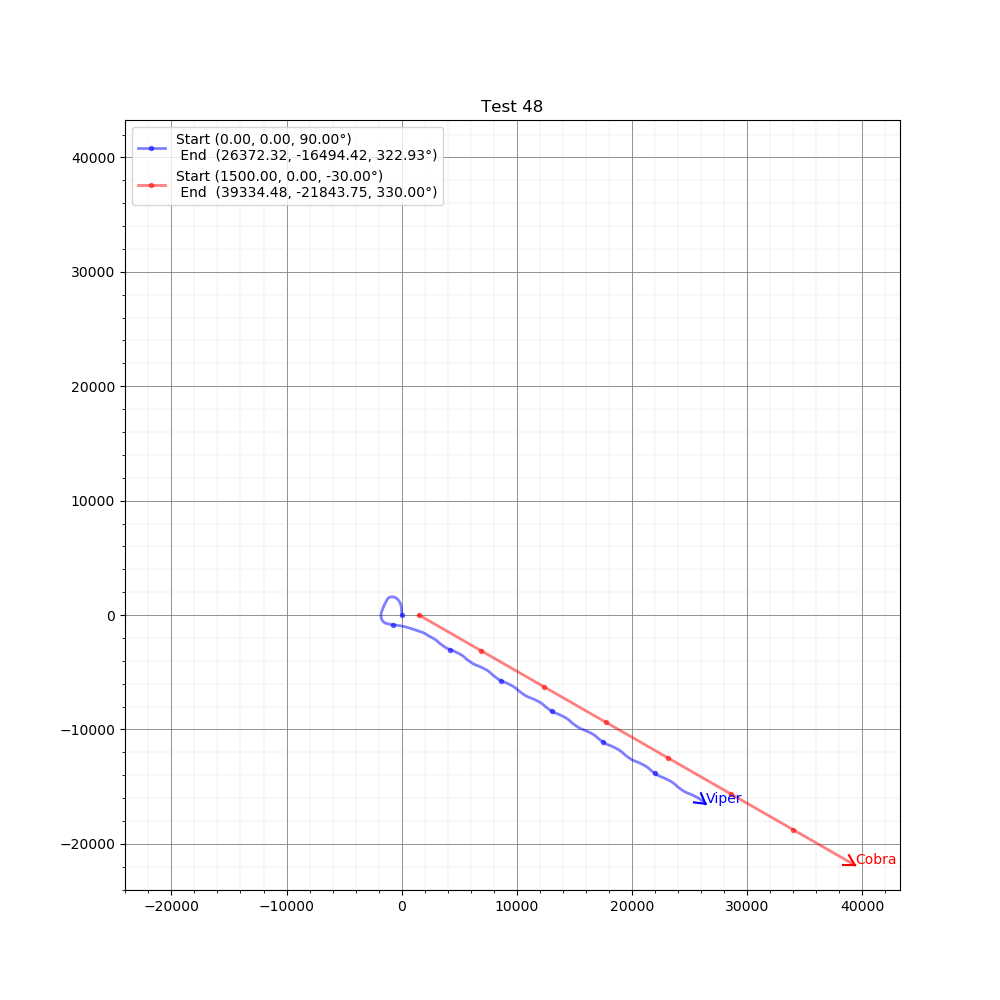 Test 48
Start (0.00, 0.00, 90.00°)
End  (26372.32, -16494.42, 322.93°)
Start (1500.00, 0.00, -30.00°)
End  (39334.48, -21843.75, 330.00°)
40000
30000
20000
10000
0
−10000
−20000
Viper
Cobra
−20000 −10000 0 10000 20000 30000 40000